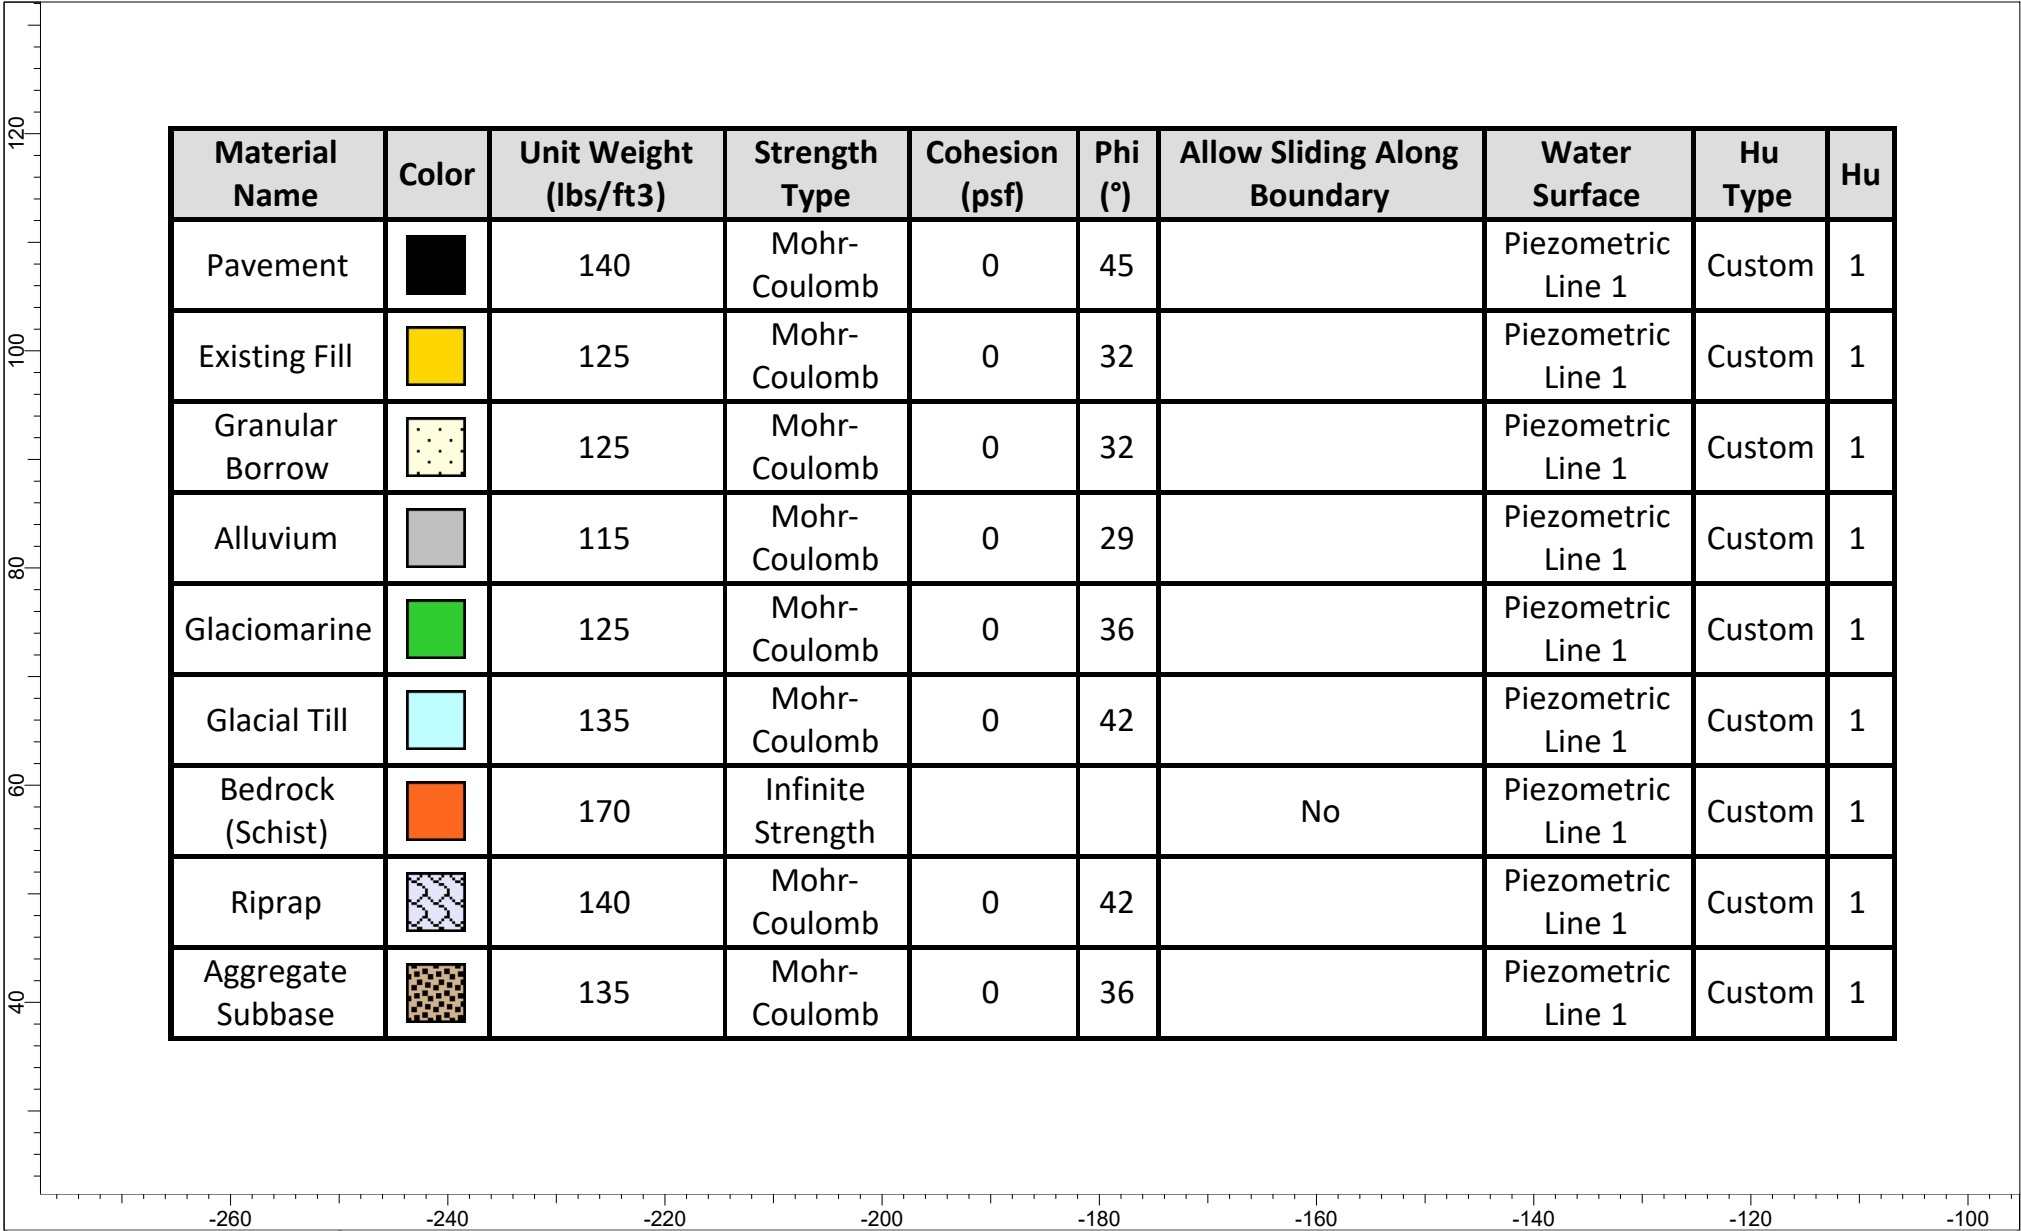 Material Name | Color | Unit Weight (lbs/ft3) | Strength Type | Cohesion (psf) | Phi (°) | Allow Sliding Along Boundary | Water Surface | Hu Type | Hu
Pavement | | 140 | Mohr-Coulomb | 0 | 45 | | Piezometric Line 1 | Custom | 1
Existing Fill | | 125 | Mohr-Coulomb | 0 | 32 | | Piezometric Line 1 | Custom | 1
Granular Borrow | | 125 | Mohr-Coulomb | 0 | 32 | | Piezometric Line 1 | Custom | 1
Alluvium | | 115 | Mohr-Coulomb | 0 | 29 | | Piezometric Line 1 | Custom | 1
Glaciomarine | | 125 | Mohr-Coulomb | 0 | 36 | | Piezometric Line 1 | Custom | 1
Glacial Till | | 135 | Mohr-Coulomb | 0 | 42 | | Piezometric Line 1 | Custom | 1
Bedrock (Schist) | | 170 | Infinite Strength | | | No | Piezometric Line 1 | Custom | 1
Riprap | | 140 | Mohr-Coulomb | 0 | 42 | | Piezometric Line 1 | Custom | 1
Aggregate Subbase | | 135 | Mohr-Coulomb | 0 | 36 | | Piezometric Line 1 | Custom | 1
120
100
80
60
40
-260 -240 -220 -200 -180 -160 -140 -120 -100